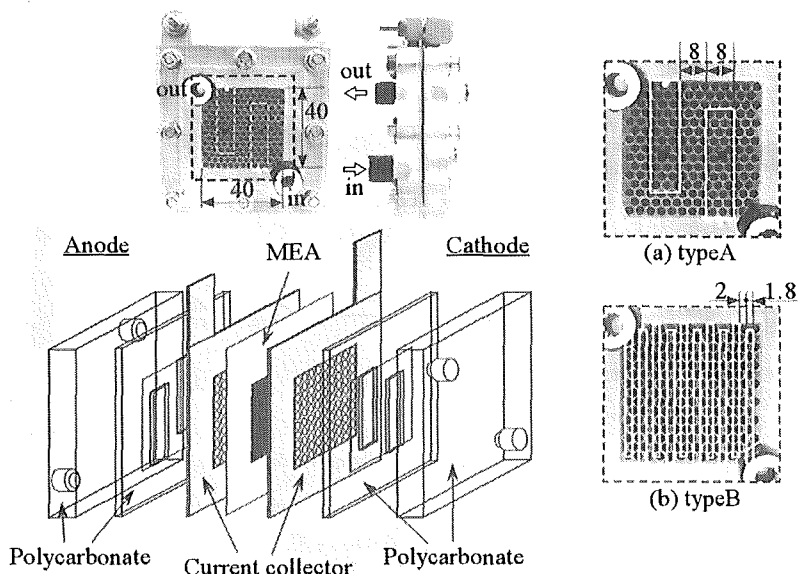 out
40
40
in
out
in
8 8
(a) typeA
Anode
MEA
Cathode
2 1.8
(b) typeB
Polycarbonate
Current collector
Polycarbonate